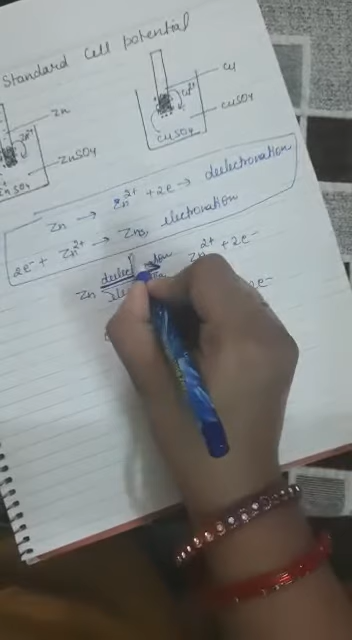 Standard Cell potential
Zn
Cu
Zn²⁺
Cu²⁺
ZnSO4
CuSO4
CuSO4
Zn → Zn²⁺ + 2e⁻ → deelectronation
2e⁻ + Zn²⁺ → Zn(s), electronation
Zn Zn²⁺ + 2e⁻